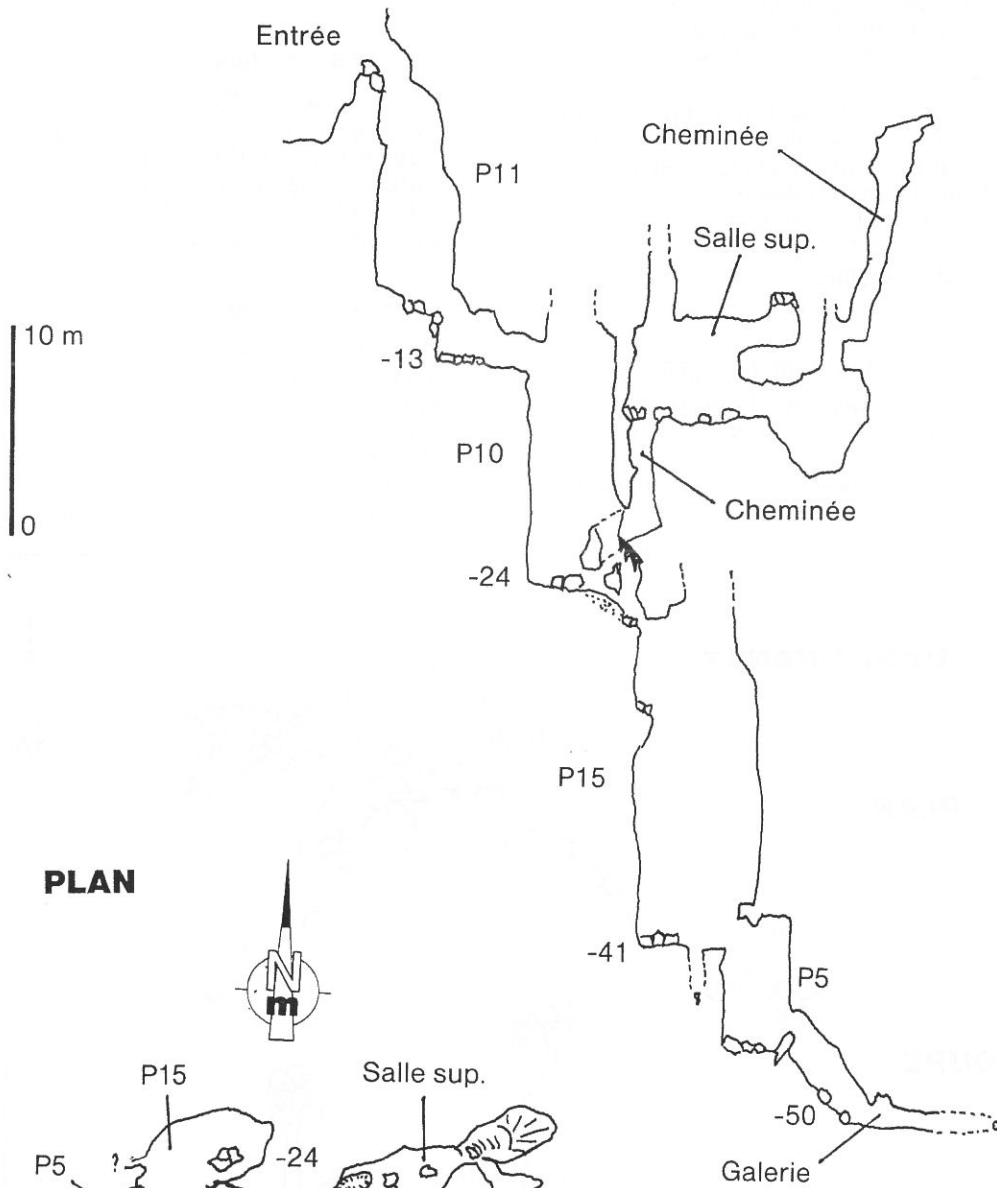 Entrée
P11
Cheminée
Salle sup.
10 m
-13
P10
0
Cheminée
-24
P15
PLAN
N
m
-41
P5
P15
Salle sup.
-50
P5
?
-24
Galerie